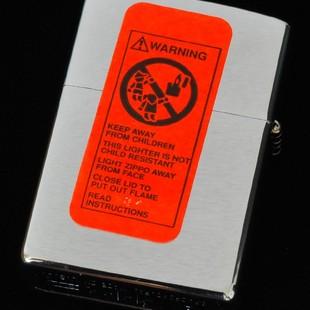 WARNING
KEEP AWAY
FROM CHILDREN
THIS LIGHTER IS NOT
CHILD RESISTANT
LIGHT ZIPPO AWAY
FROM FACE
CLOSE LID TO
PUT OUT FLAME
READ
INSTRUCTIONS